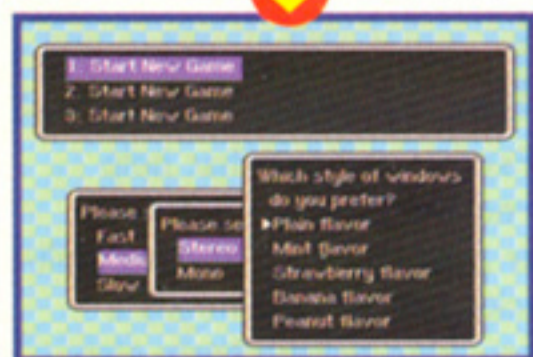 1: Start New Game
2: Start New Game
3: Start New Game
Please
Fast
Medi
Slow
Please se
Stereo
Mono
Which style of windows
do you prefer?
▶Plain flavor
Mint flavor
Strawberry flavor
Banana flavor
Peanut flavor